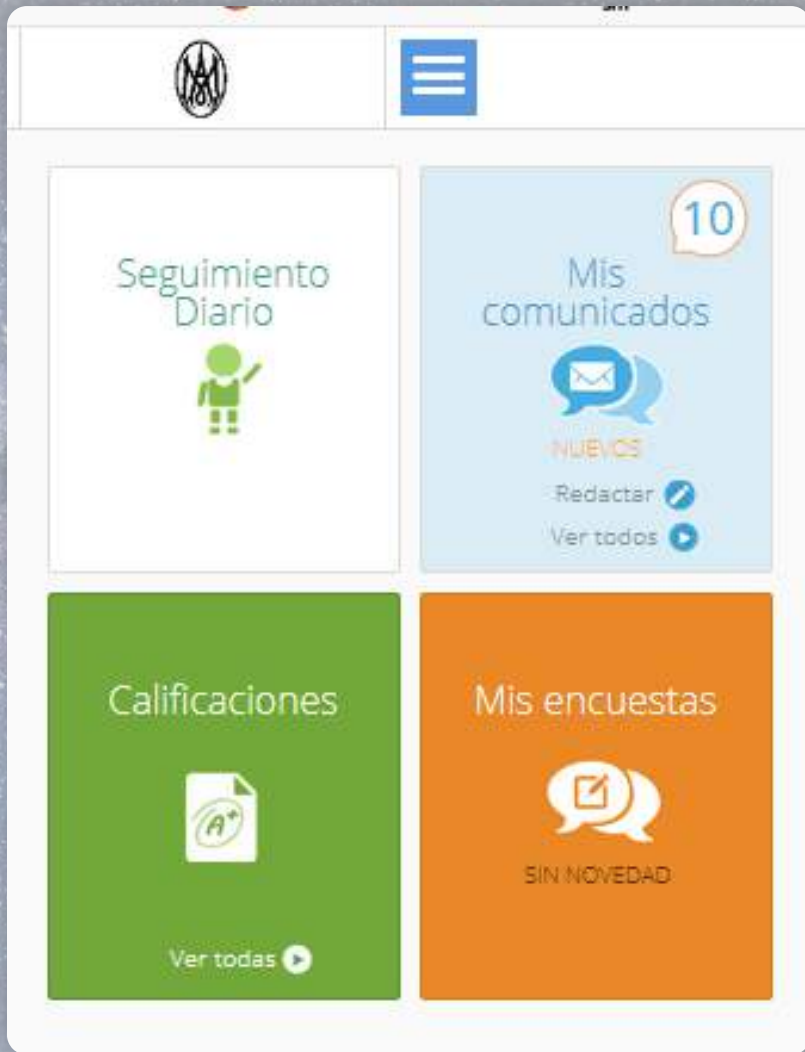 10
Seguimiento
Diario
Mis
comunicados
NUEVOS
Redactar
Ver todos
Calificaciones
A+
Ver todas
Mis encuestas
SIN NOVEDAD